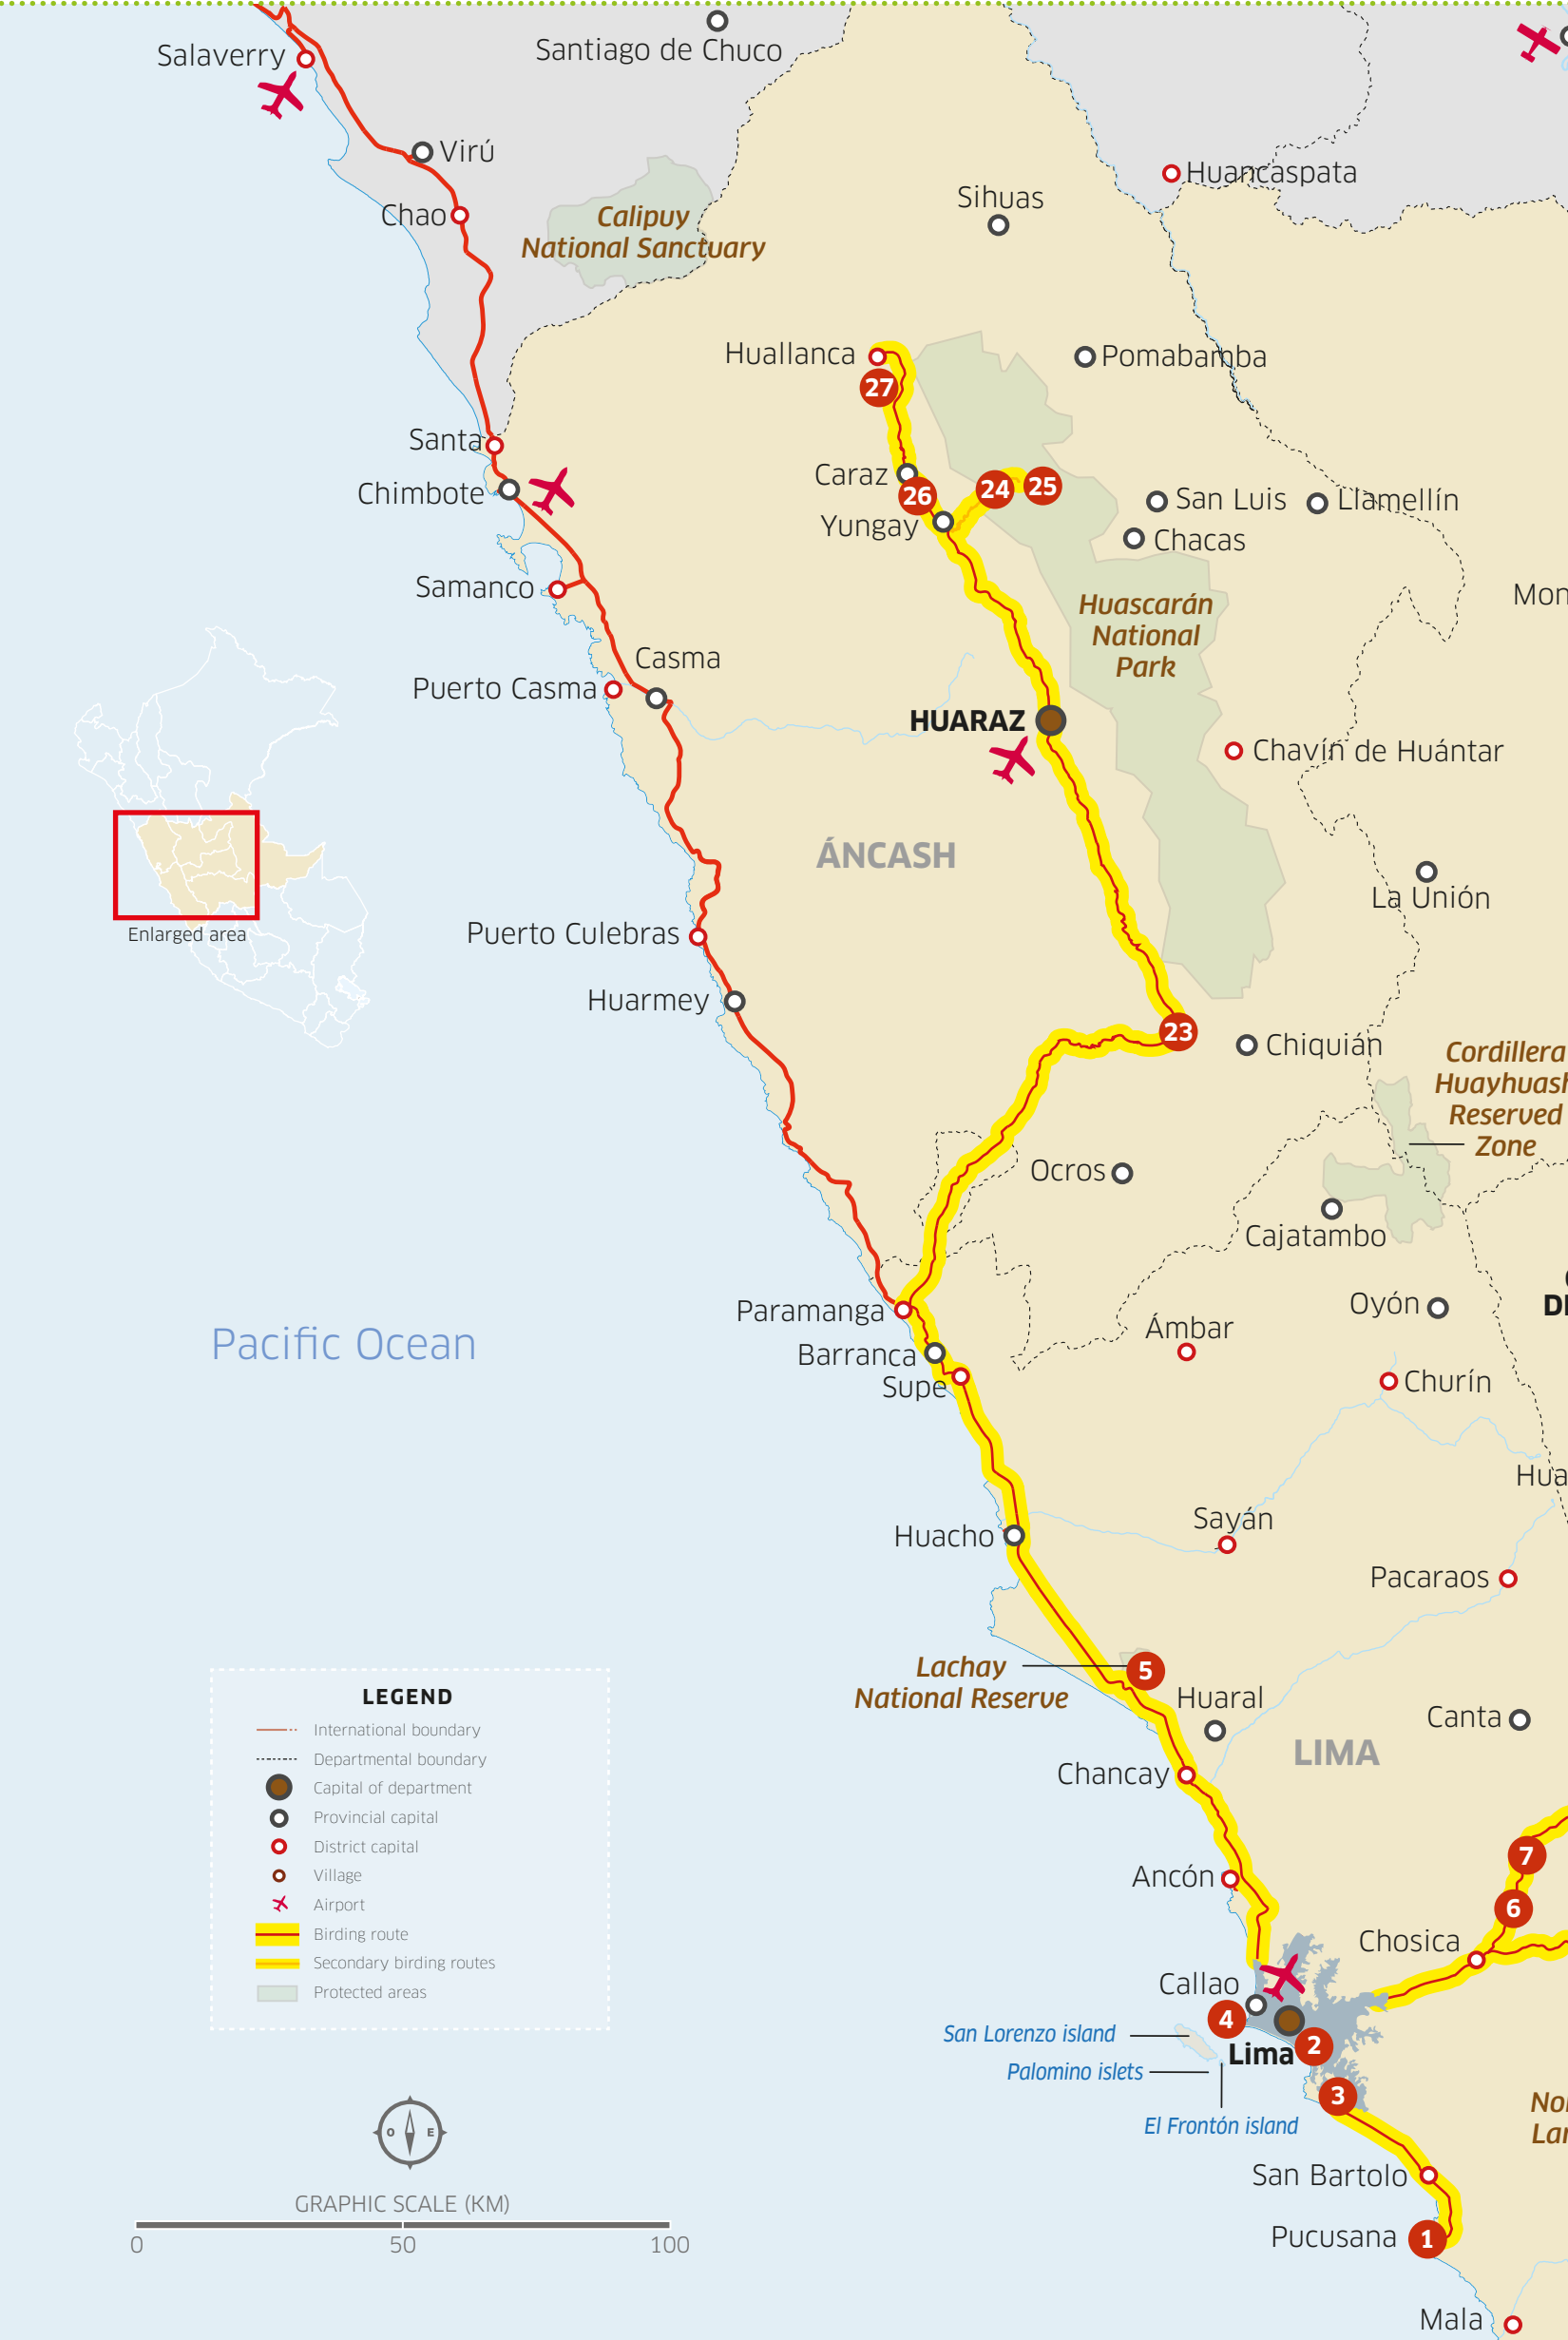 Santiago de Chuco
Salaverry
Virú
Huancaspata
Sihuas
Chao
Calipuy
National Sanctuary
Huallanca
Pomabamba
27
Santa
Caraz
Chimbote
26
24
25
San Luis
Llamellín
Yungay
Chacas
Samanco
Huascarán
National
Park
Casma
Puerto Casma
HUARAZ
Chavín de Huántar
ÁNCASH
La Unión
Enlarged area
Puerto Culebras
Huarmey
23
Chiquián
Cordillera
Reserved
Zone
Ocros
Cajatambo
Paramanga
Oyón
Pacific Ocean
Ámbar
Barranca
Supe
Churín
Huacho
Sayán
Pacaraos
Lachay
National Reserve
5
Huaral
Canta
LIMA
Chancay
LEGEND
International boundary
Departmental boundary
Capital of department
Provincial capital
District capital
Village
Airport
Birding route
Secondary birding routes
Protected areas
7
Ancón
6
Chosica
Callao
4
San Lorenzo island
Lima
2
Palomino islets
3
El Frontón island
O E
San Bartolo
GRAPHIC SCALE (KM)
0 50 100
Pucusana
1
Mala